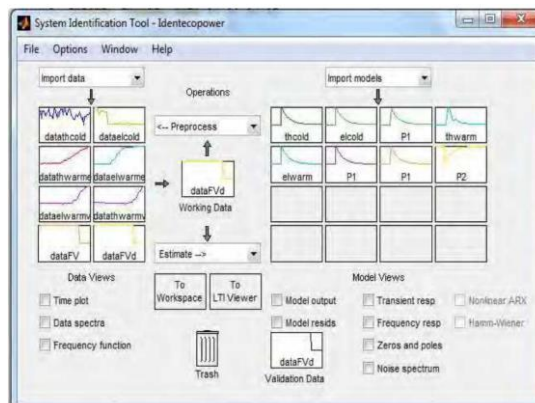 System Identification Tool - Identecopower
File Options Window Help
Import data
Operations
Import models
<-- Preprocess
datathcold dataelcold
thcold elcold P1 thwarm
datathwarme dataelwarme
dataFVd
Working Data
elwarm P1 P1 P2
dataelwarmv datathwarmv
dataFV dataFVd
Estimate -->
Data Views
To Workspace
To LTI Viewer
Model Views
Time plot
Data spectra
Frequency function
Model output
Model resids
Transient resp
Frequency resp
Zeros and poles
Noise spectrum
Nonlinear ARX
Hamm-Wiener
Trash
dataFVd
Validation Data